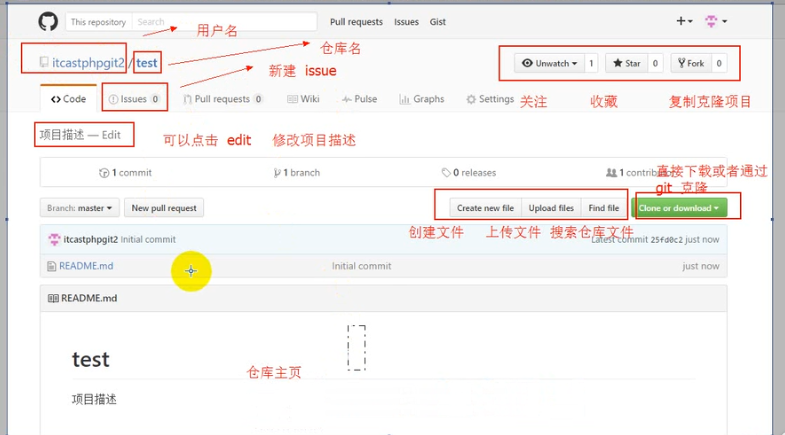 This repository Search Pull requests Issues Gist
用户名
itcastphpgit2 / test
仓库名
Unwatch 1 Star 0 Fork 0
新建 issue
Code Issues 0 Pull requests 0 Wiki Pulse Graphs Settings
关注 收藏 复制克隆项目
项目描述 — Edit
可以点击 edit 修改项目描述
1 commit 1 branch 0 releases 1 contributor
直接下载或者通过
git 克隆
Branch: master New pull request Create new file Upload files Find file Clone or download
创建文件 上传文件 搜索仓库文件
itcastphpgit2 Initial commit Latest commit 25fd0c2 just now
README.md Initial commit just now
README.md
test
仓库主页
项目描述